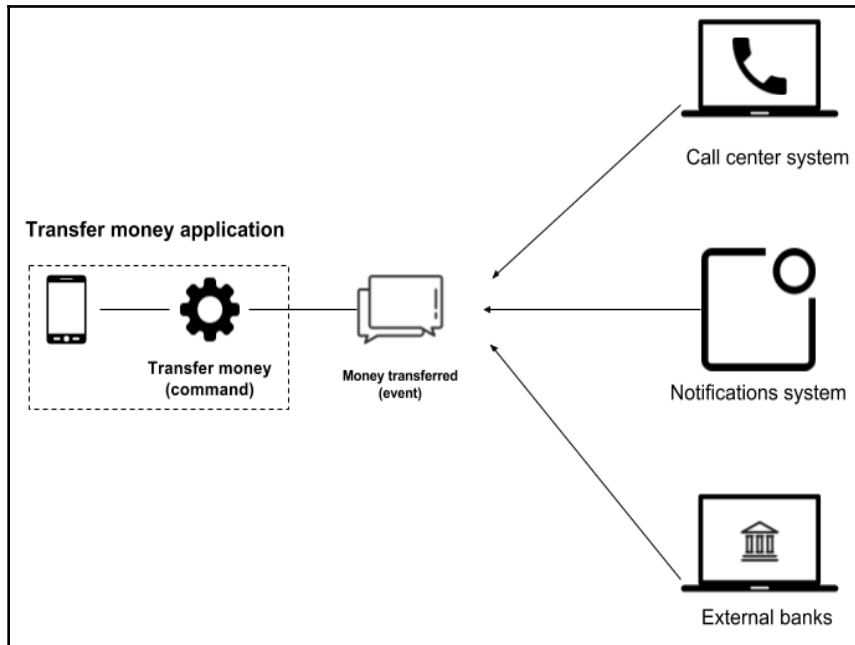 Call center system
Transfer money application
Transfer money
(command)
Money transferred
(event)
Notifications system
External banks